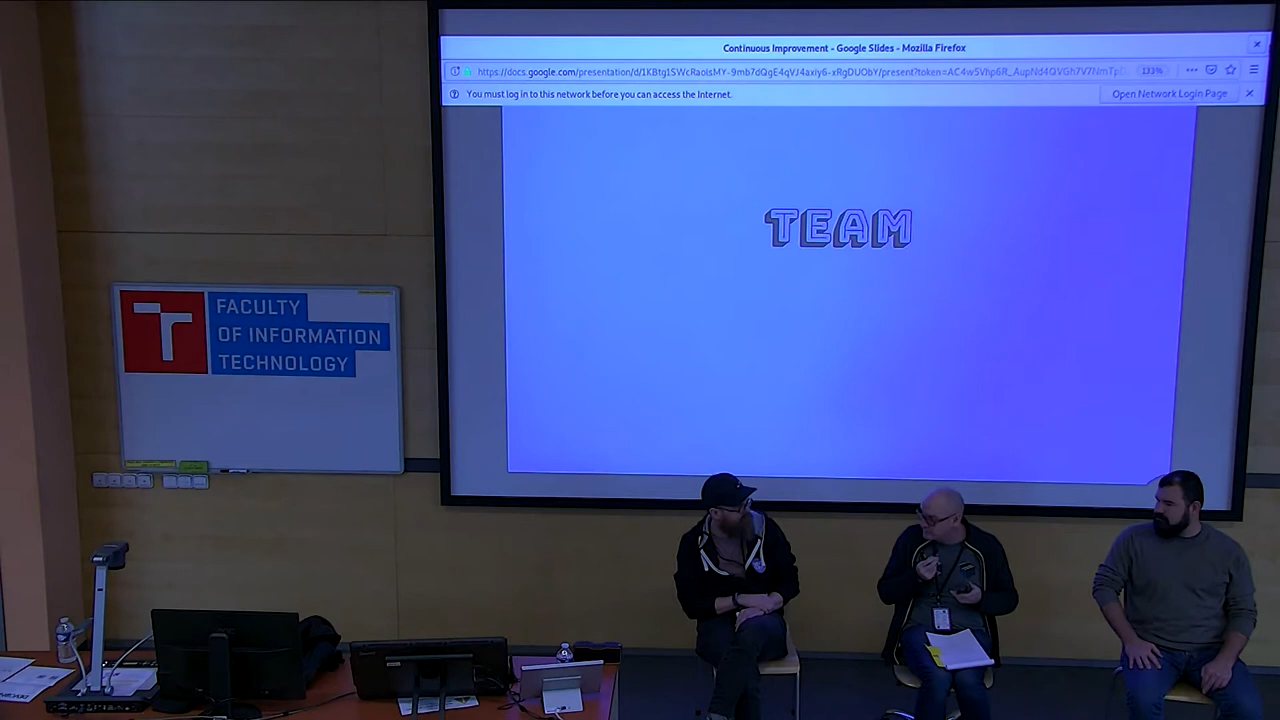 Continuous Improvement - Google Slides - Mozilla Firefox
133%
You must log in to this network before you can access the Internet.
Open Network Login Page
TEAM
FACULTY
OF INFORMATION
TECHNOLOGY